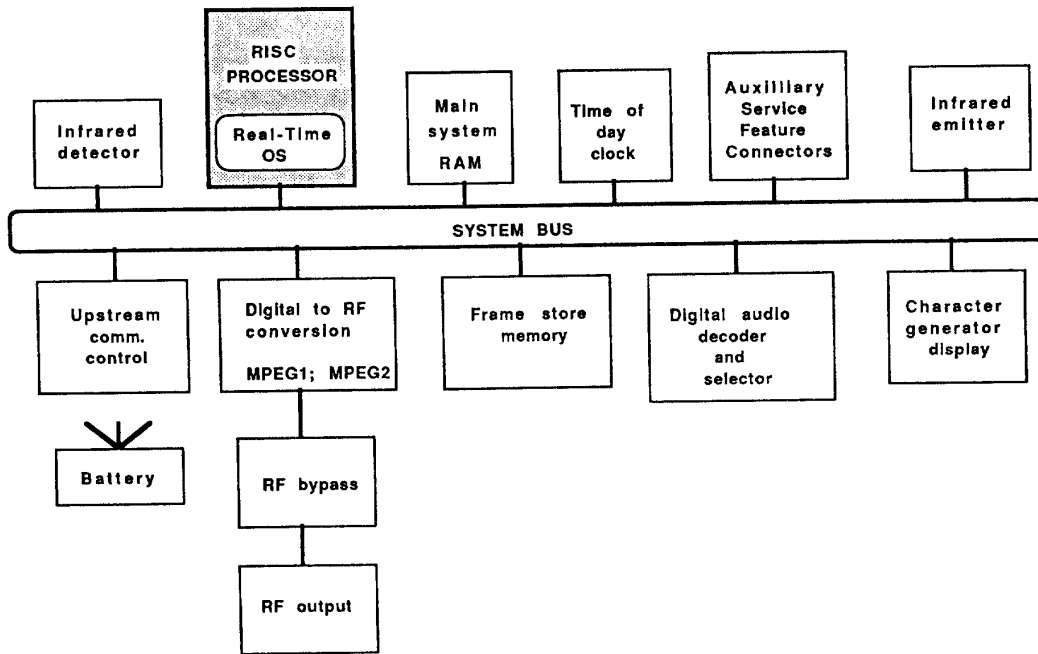 RISC
PROCESSOR
Real-Time
OS
Infrared
detector
Main
system
RAM
Time of
day
clock
Auxilliary
Service
Feature
Connectors
Infrared
emitter
SYSTEM BUS
Upstream
comm.
control
Digital to RF
conversion
MPEG1; MPEG2
Frame store
memory
Digital audio
decoder
and
selector
Character
generator
display
Battery
RF bypass
RF output